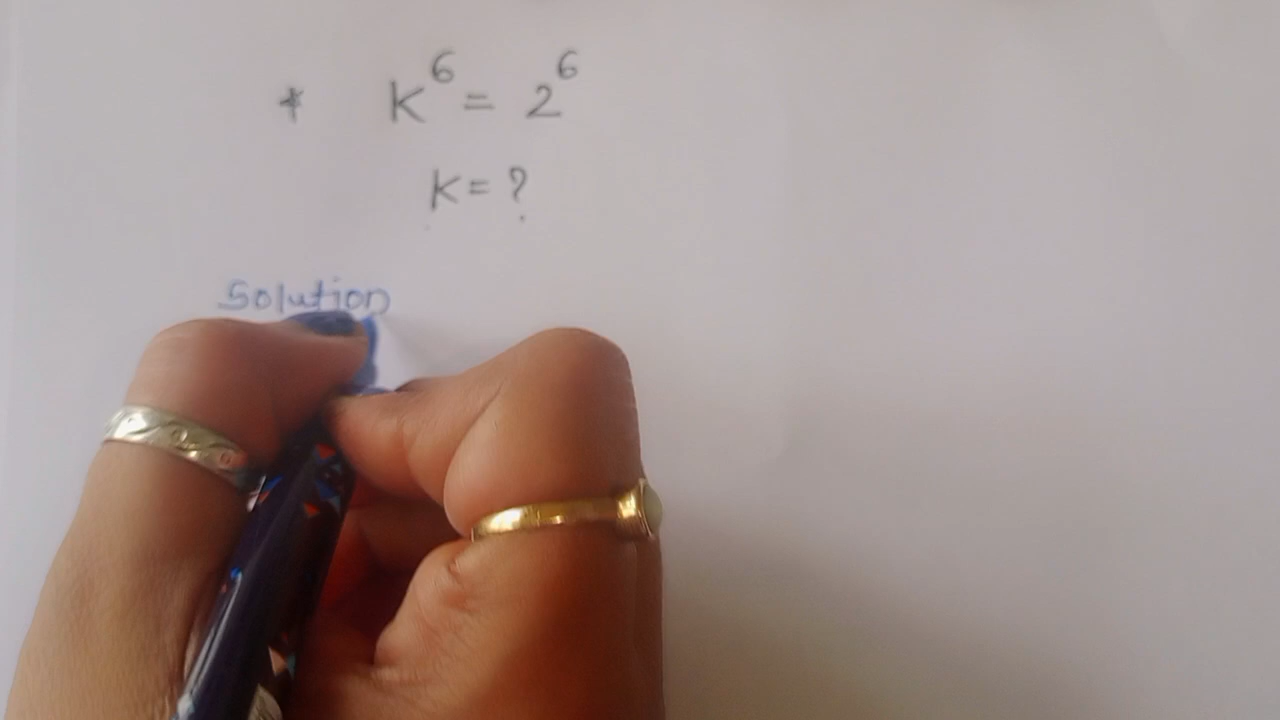 * K⁶ = 2⁶
K = ?
Solution